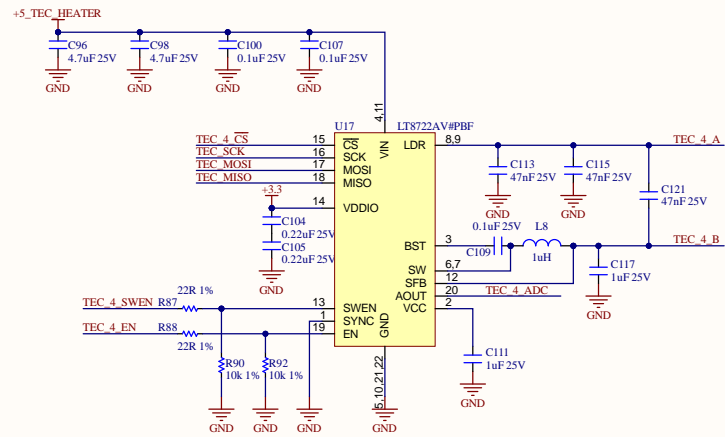 +5_TEC_HEATER
C96
4.7uF 25V
GND
C98
4.7uF 25V
GND
C100
0.1uF 25V
GND
C107
0.1uF 25V
GND
4,11
U17
LT8722AV#PBF
TEC_4_CS
15
CS
TEC_SCK
16
SCK
TEC_MOSI
17
MOSI
TEC_MISO
18
MISO
VIN
LDR
8,9
TEC_4_A
C113
47nF 25V
GND
C115
47nF 25V
GND
C121
47nF 25V
+3.3
14
VDDIO
C104
0.22uF 25V
C105
0.22uF 25V
GND
BST
3
0.1uF 25V
C109
L8
1uH
TEC_4_B
SW
6,7
SFB
12
AOUT
20
TEC_4_ADC
VCC
2
C117
1uF 25V
GND
TEC_4_SWEN
R87
22R 1%
13
SWEN
1
SYNC
TEC_4_EN
R88
22R 1%
19
EN
GND
R90
10k 1%
R92
10k 1%
5,10,21,22
C111
1uF 25V
GND
GND
GND
GND
GND